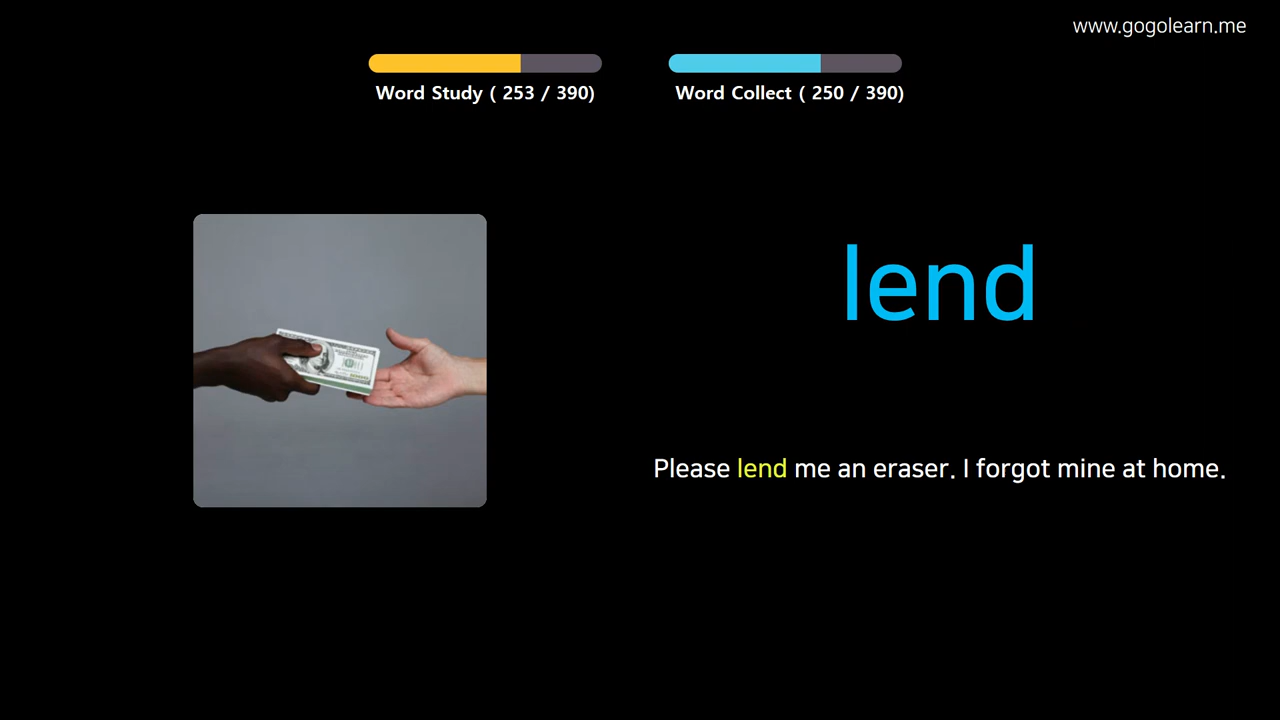 www.gogolearn.me
Word Study ( 253 / 390)
Word Collect ( 250 / 390)
lend
Please lend me an eraser. I forgot mine at home.